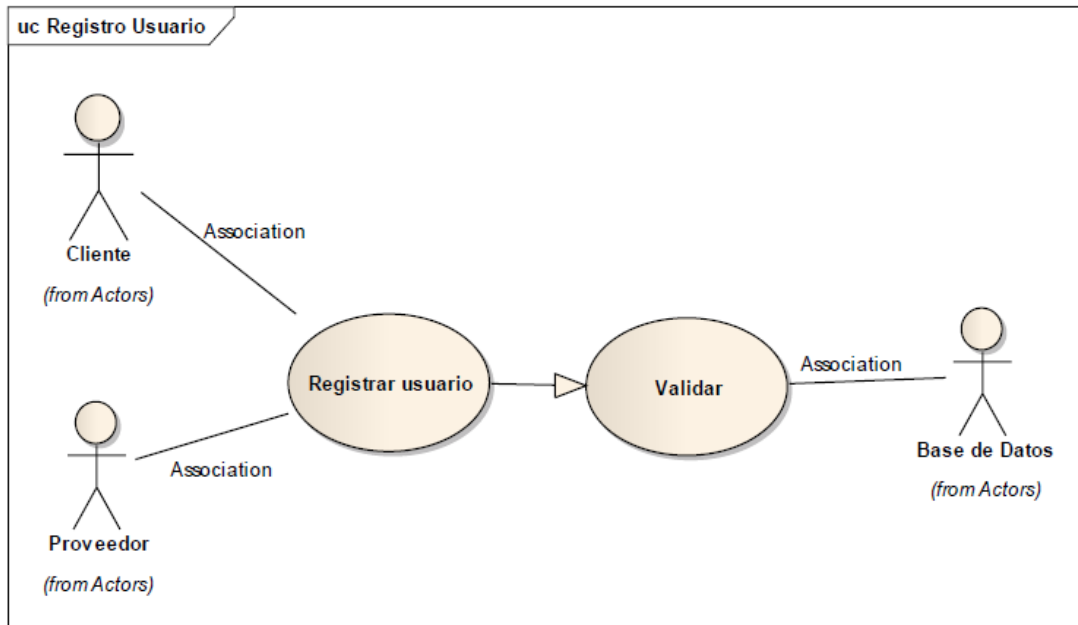 uc Registro Usuario
Cliente
(from Actors)
Association
Registrar usuario
Validar
Association
Base de Datos
(from Actors)
Association
Proveedor
(from Actors)